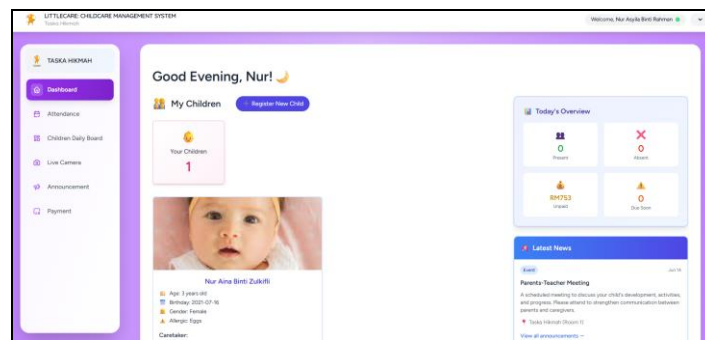 LITTLECARE: CHILDCARE MANAGEMENT SYSTEM
Taska Hikmah
Welcome, Nur Asyila Binti Rahman
TASKA HIKMAH
Dashboard
Attendance
Children Daily Board
Live Camera
Announcement
Payment
Good Evening, Nur!
My Children
+ Register New Child
Your Children
1
Nur Aina Binti Zulkifli
Age: 3 years old
Birthday: 2021-07-16
Gender: Female
Allergic: Eggs
Caretaker:
Today's Overview
0
Present
0
Absent
RM753
Unpaid
0
Due Soon
Latest News
Event
Parents-Teacher Meeting
A scheduled meeting to discuss your child's development, activities,
and progress. Please attend to strengthen communication between
parents and caregivers.
View all announcements